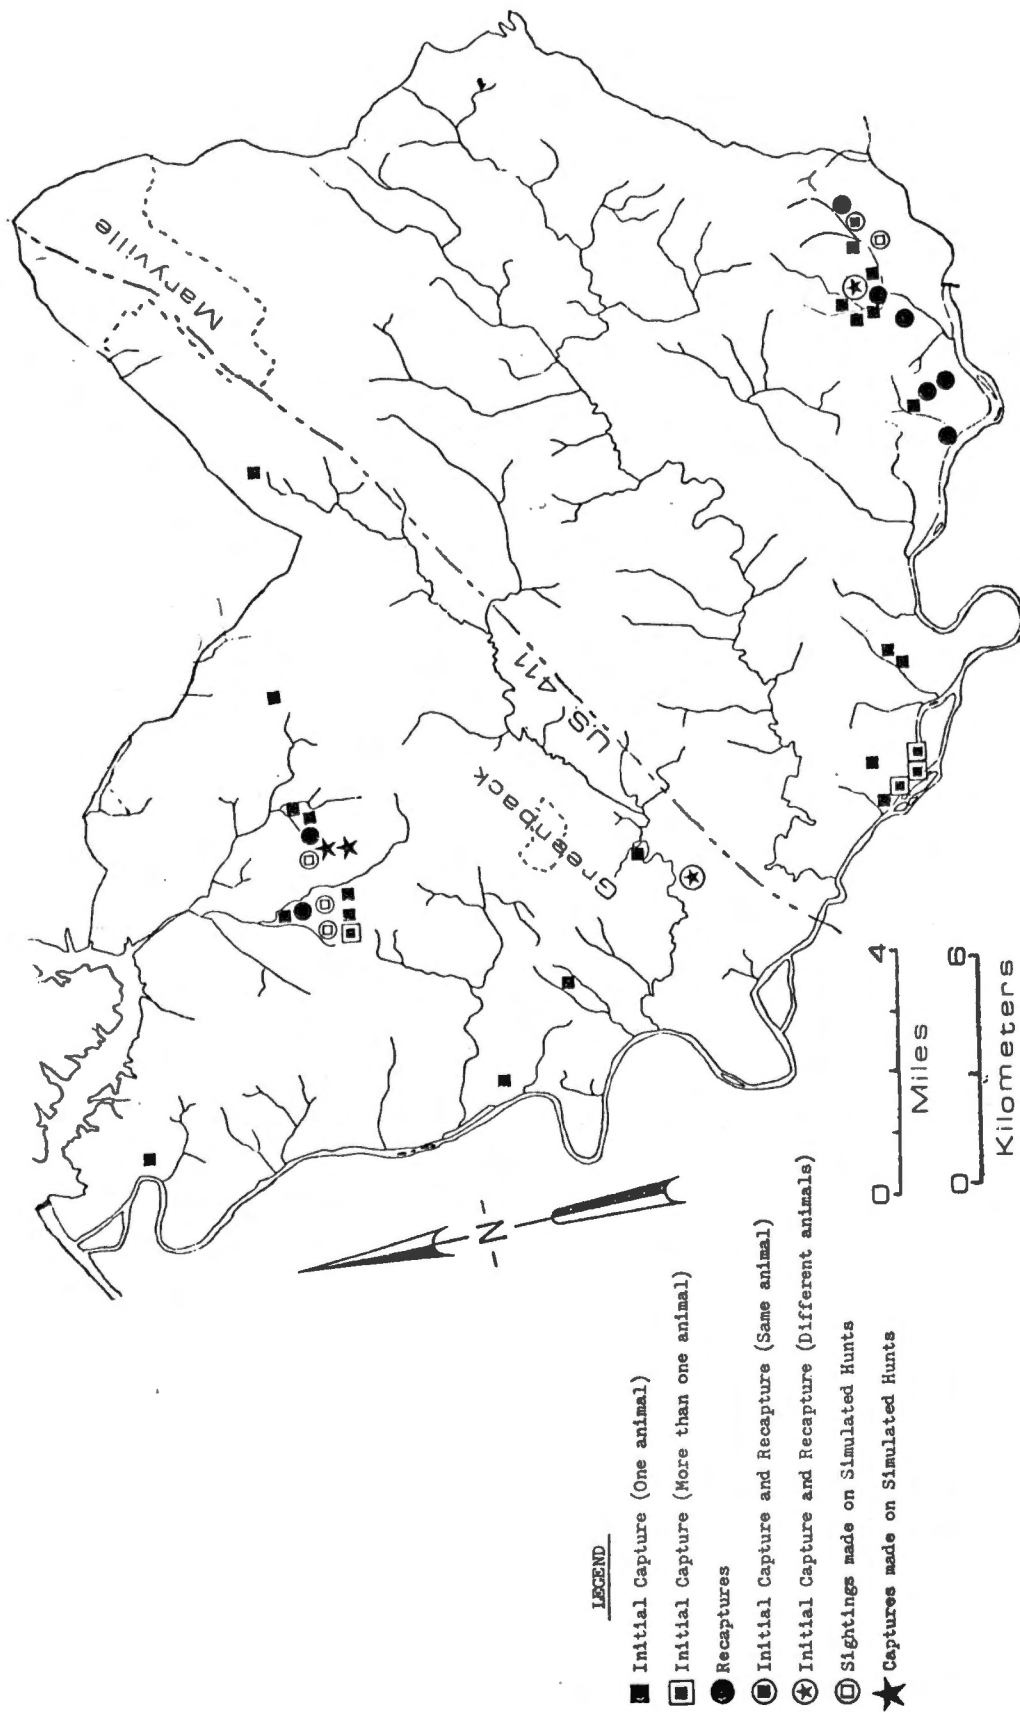 Maryville
U.S. 411
Greenback
-N-
0 4
Miles
0 6
Kilometers
LEGEND
Initial Capture (One animal)
Initial Capture (More than one animal)
Recaptures
Initial Capture and Recapture (Same animal)
Initial Capture and Recapture (Different animals)
Sightings made on Simulated Hunts
Captures made on Simulated Hunts